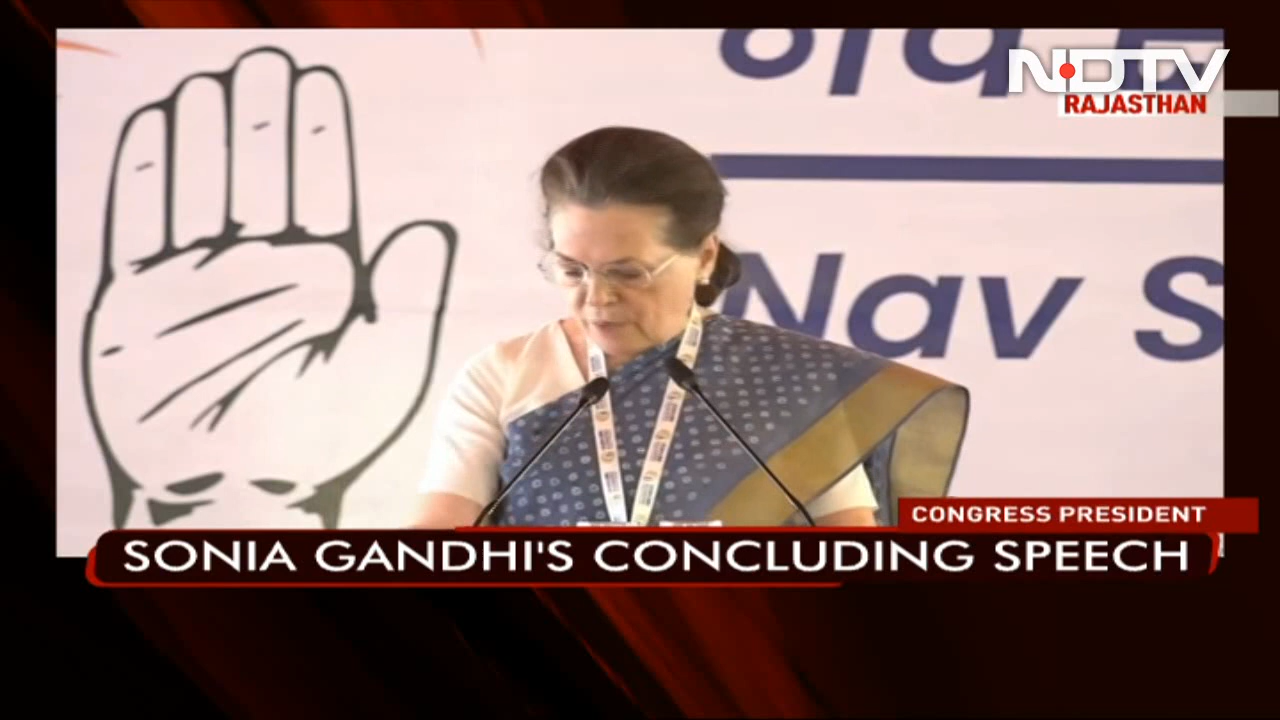 NDTV
RAJASTHAN
Nav S
CONGRESS PRESIDENT
SONIA GANDHI'S CONCLUDING SPEECH